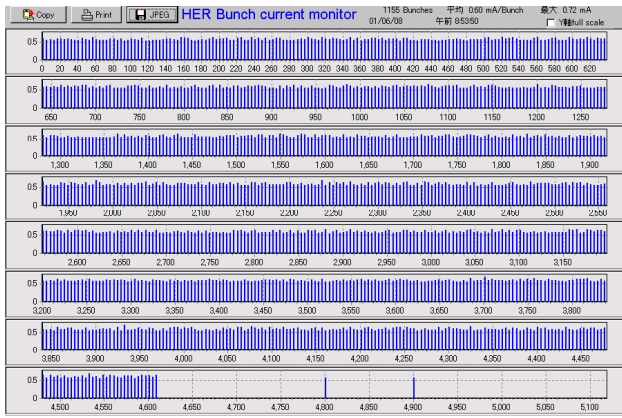 Copy Print JPEG HER Bunch current monitor 1155 Bunches 平均 0.60 mA/Bunch 最大 0.72 mA
01/06/08 午前 8:53:50 Y軸full scale
0.5
0
0 20 40 60 80 100 120 140 160 180 200 220 240 260 280 300 320 340 360 380 400 420 440 460 480 500 520 540 560 580 600 620
0.5
0
650 700 750 800 850 900 950 1000 1050 1100 1150 1200 1250
0.5
0
1,300 1,350 1,400 1,450 1,500 1,550 1,600 1,650 1,700 1,750 1,800 1,850 1,900
0.5
0
1,950 2,000 2,050 2,100 2,150 2,200 2,250 2,300 2,350 2,400 2,450 2,500 2,550
0.5
0
2,600 2,650 2,700 2,750 2,800 2,850 2,900 2,950 3,000 3,050 3,100 3,150
0.5
0
3,200 3,250 3,300 3,350 3,400 3,450 3,500 3,550 3,600 3,650 3,700 3,750 3,800
0.5
0
3,850 3,900 3,950 4,000 4,050 4,100 4,150 4,200 4,250 4,300 4,350 4,400 4,450
0.5
0
4,500 4,550 4,600 4,650 4,700 4,750 4,800 4,850 4,900 4,950 5,000 5,050 5,100